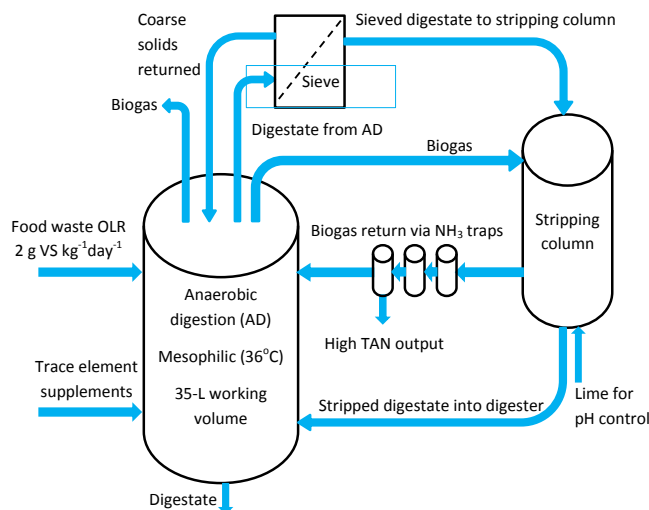 Coarse
solids
returned
Sieved digestate to stripping column
Sieve
Biogas
Digestate from AD
Biogas
Food waste OLR
2 g VS kg⁻¹day⁻¹
Biogas return via NH₃ traps
Stripping
column
Anaerobic
digestion (AD)
Mesophilic (36°C)
35-L working
volume
High TAN output
Trace element
supplements
Stripped digestate into digester
Lime for
pH control
Digestate